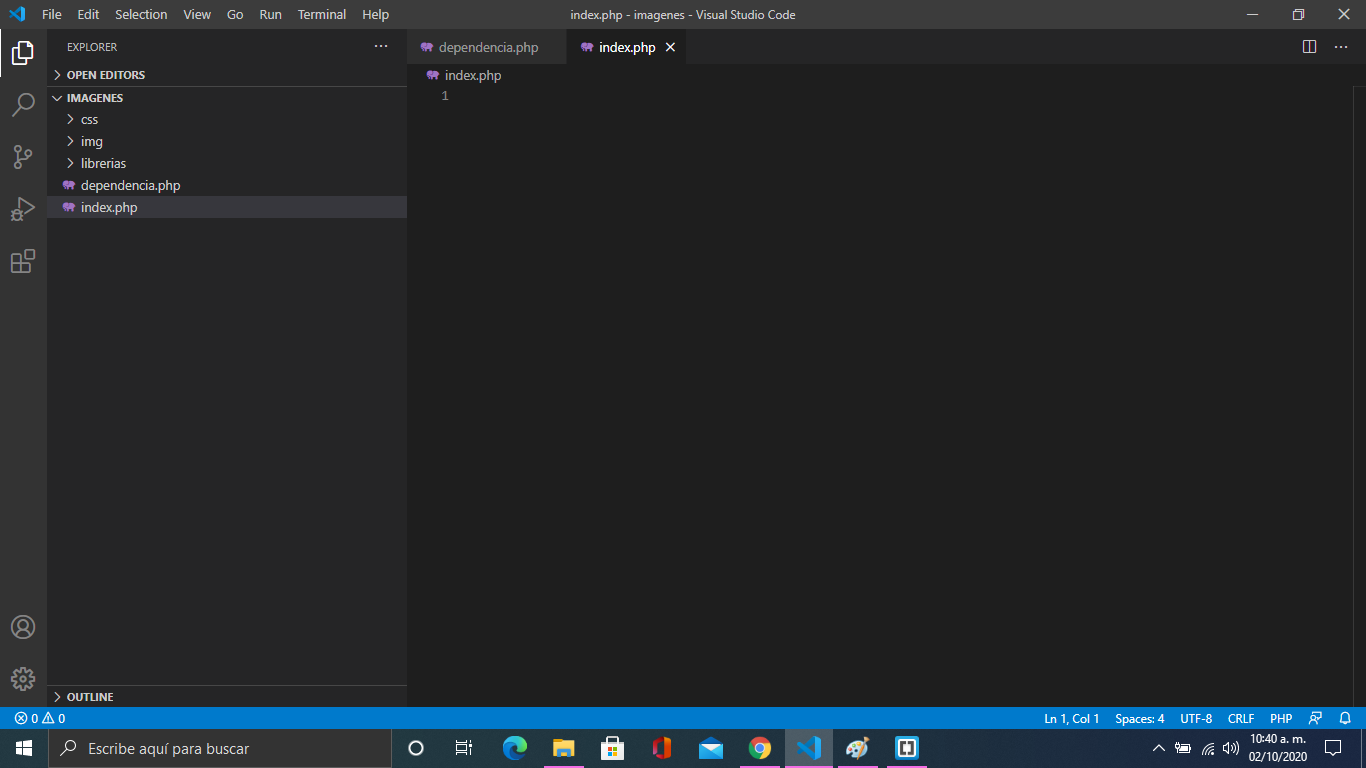 File Edit Selection View Go Run Terminal Help index.php - imagenes - Visual Studio Code
EXPLORER
dependencia.php index.php
OPEN EDITORS
index.php
IMAGENES
1
css
img
librerias
dependencia.php
index.php
OUTLINE
0 0 Ln 1, Col 1 Spaces: 4 UTF-8 CRLF PHP
Escribe aquí para buscar
10:40 a. m.
02/10/2020